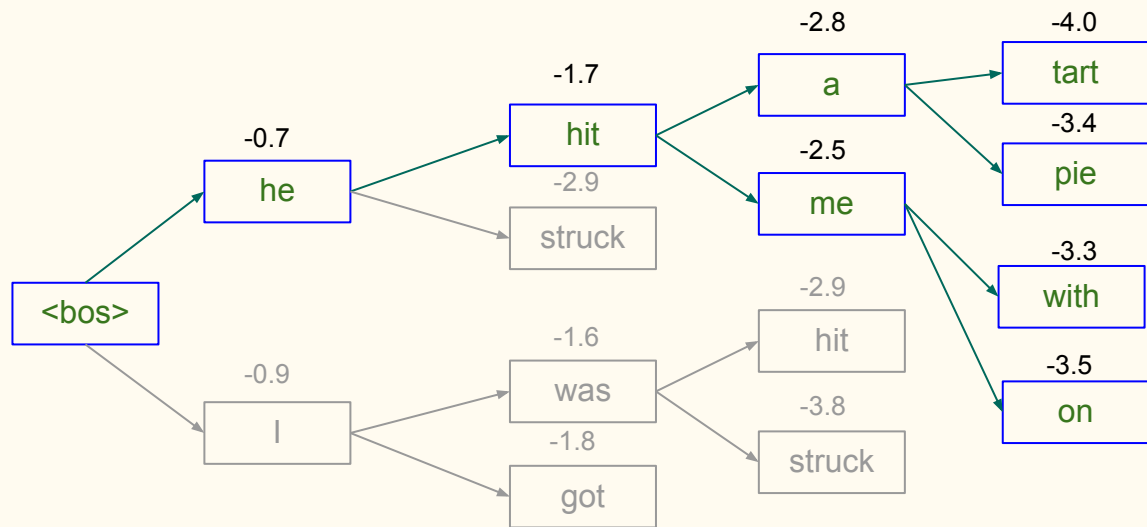 -2.8
-4.0
a
tart
-1.7
hit
-3.4
pie
-0.7
he
-2.5
me
-2.9
struck
-3.3
with
<bos>
-2.9
hit
-1.6
was
-3.5
on
-0.9
I
-3.8
struck
-1.8
got